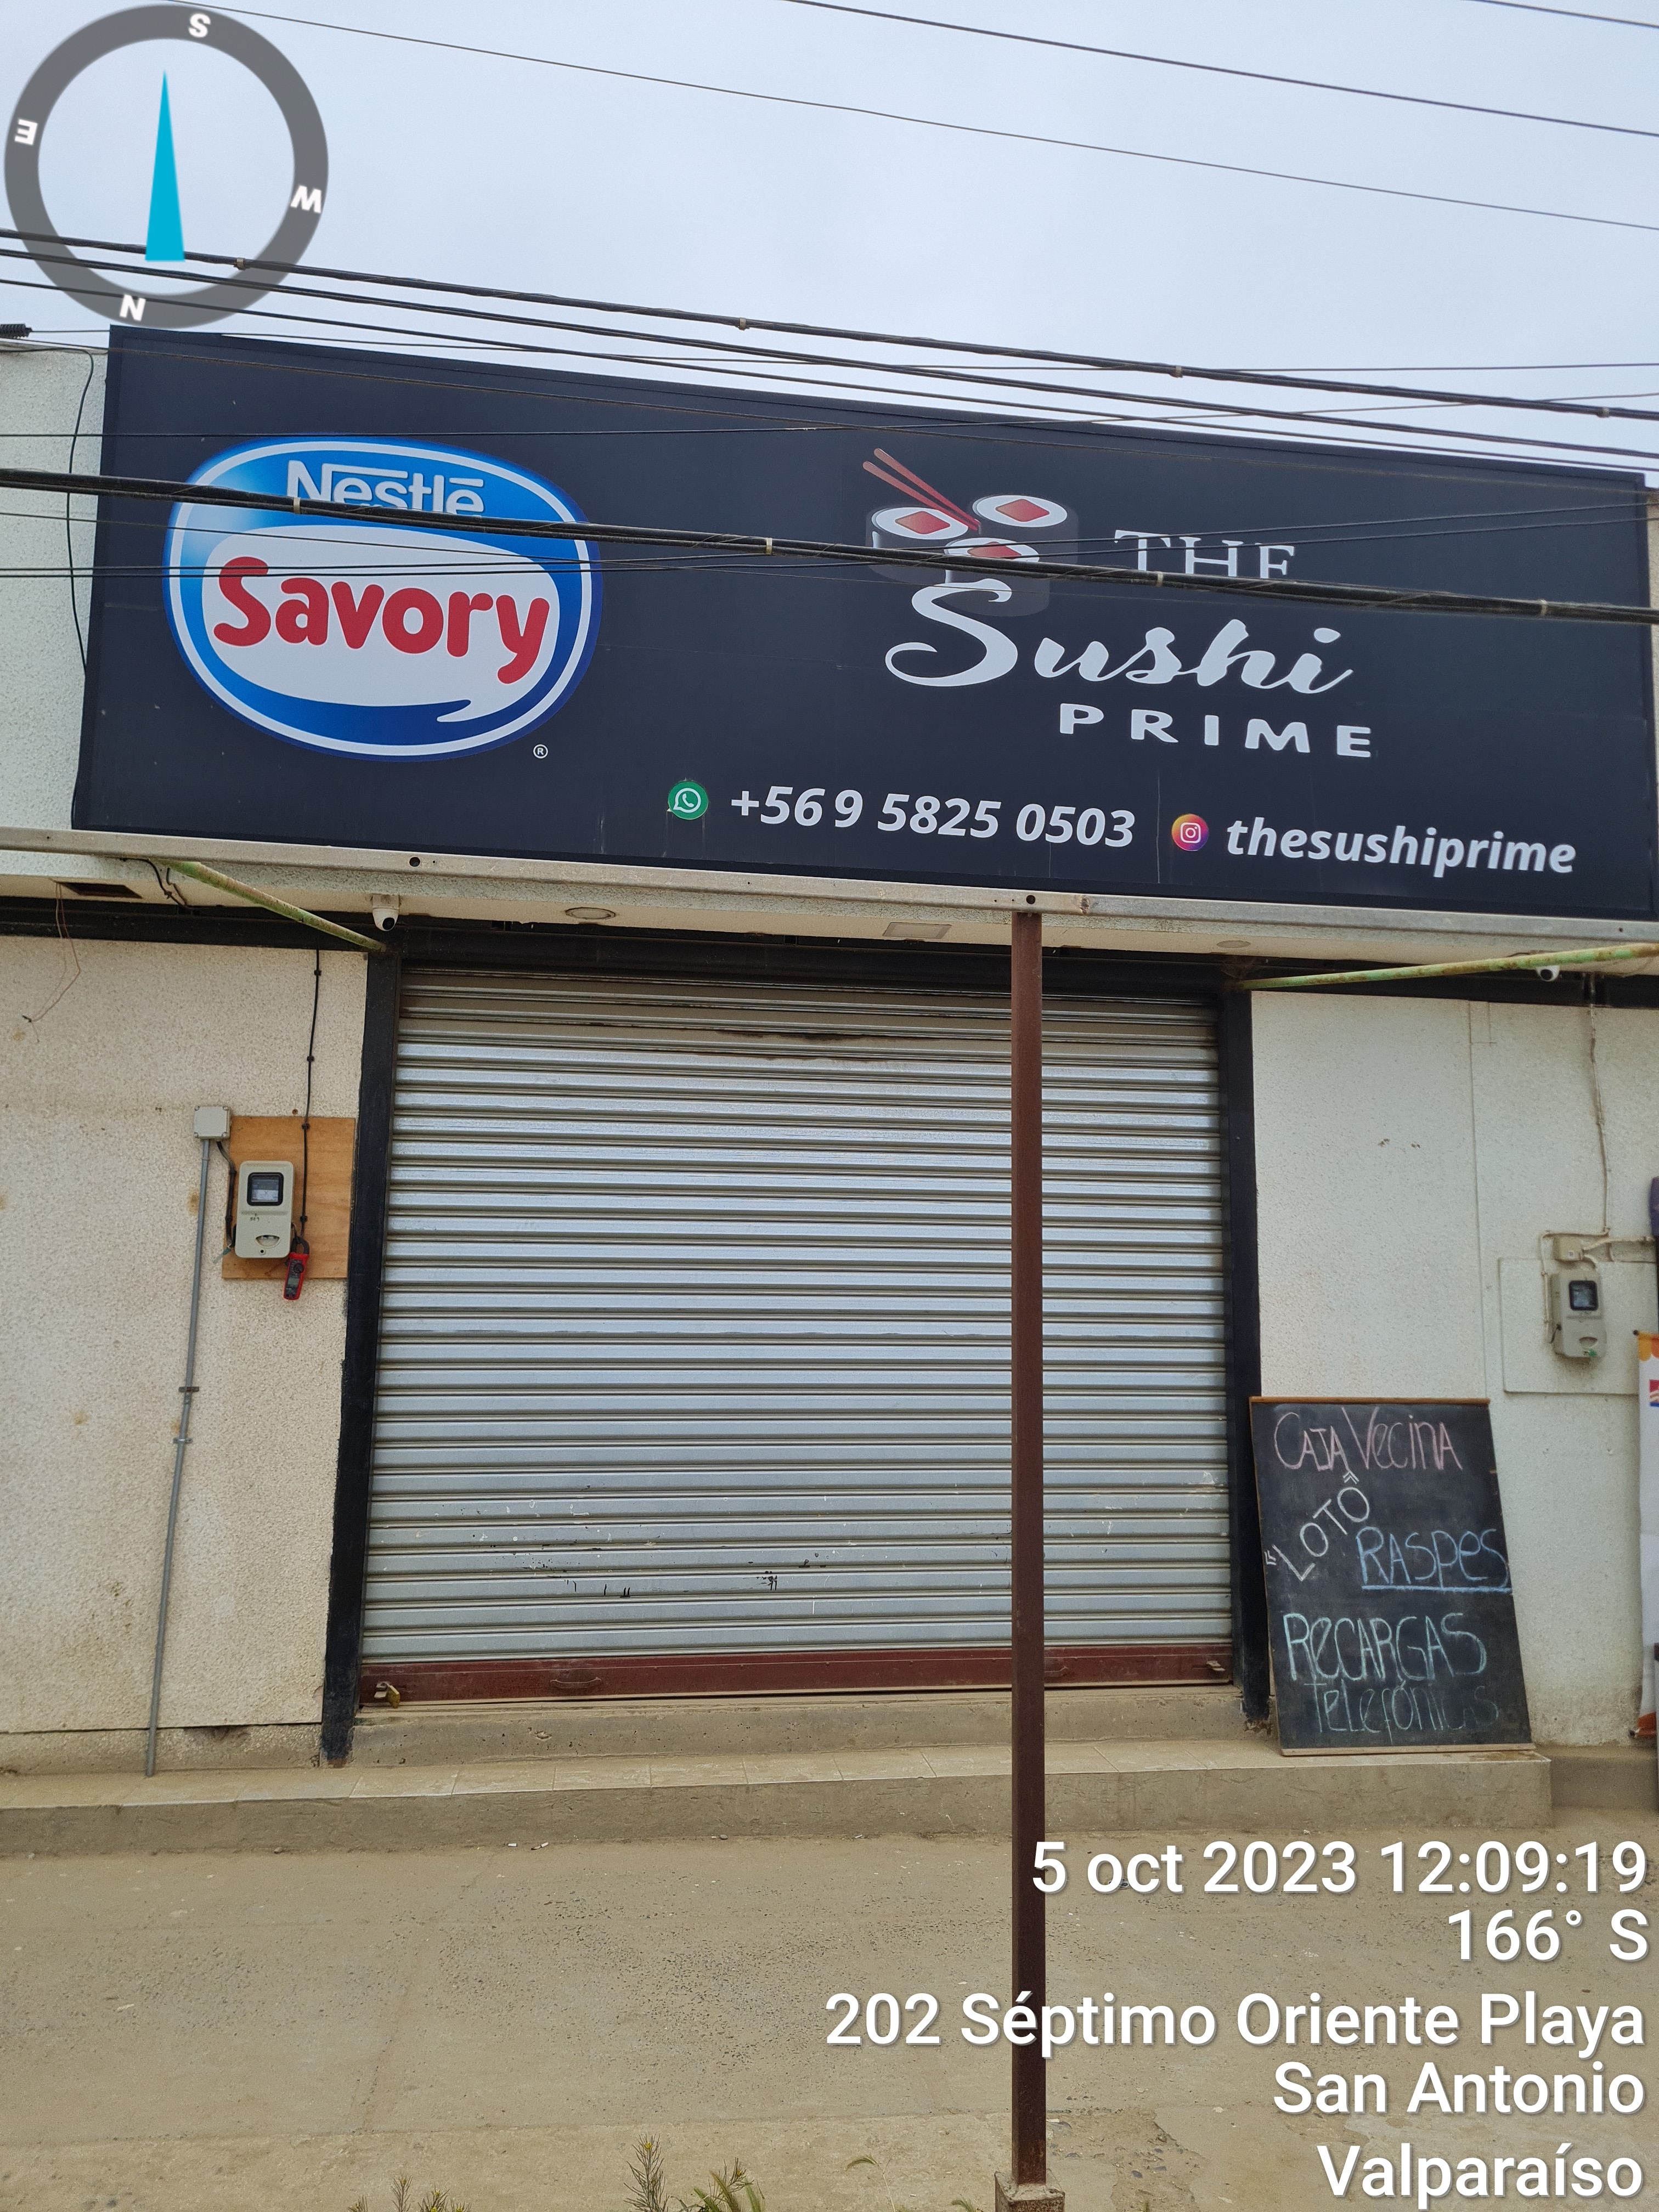 S
E
W
N
Nestlé
Savory
®
THE
Sushi
PRIME
+56 9 5825 0503
thesushiprime
CAJA VeciNA
LOTO
RASPes
ReCARGAS
TeLeFÓNICAS
5 oct 2023 12:09:19
166° S
202 Séptimo Oriente Playa
San Antonio
Valparaíso